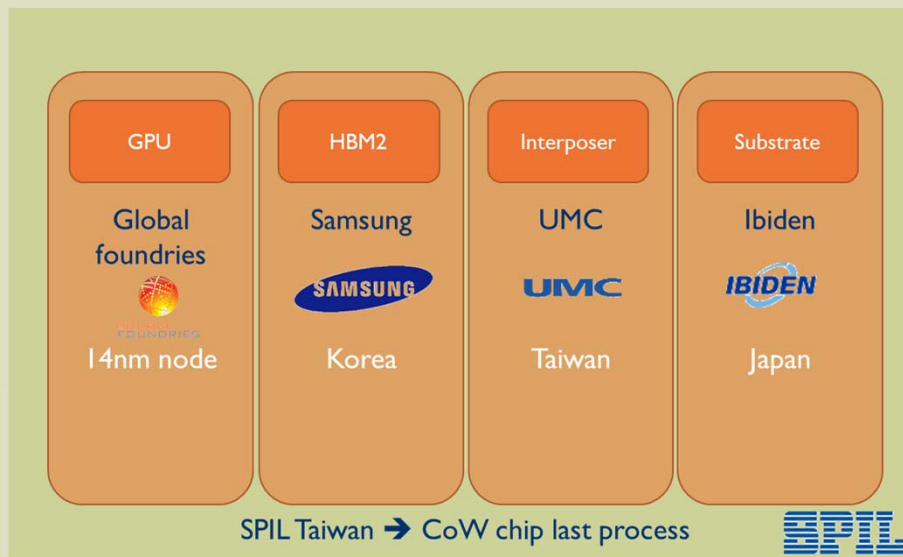 GPU
Global
foundries
GLOBAL
FOUNDRIES
14nm node
HBM2
Samsung
SAMSUNG
Korea
Interposer
UMC
UMC
Taiwan
Substrate
Ibiden
IBIDEN
Japan
SPIL Taiwan ➔ CoW chip last process
SPIL